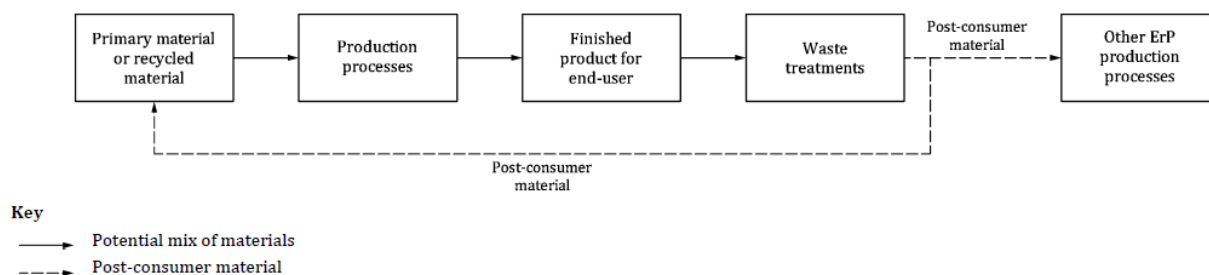 Primary material
or recycled
material
Production
processes
Finished
product for
end-user
Waste
treatments
Post-consumer
material
Other ErP
production
processes
Post-consumer
material
Key
Potential mix of materials
Post-consumer material